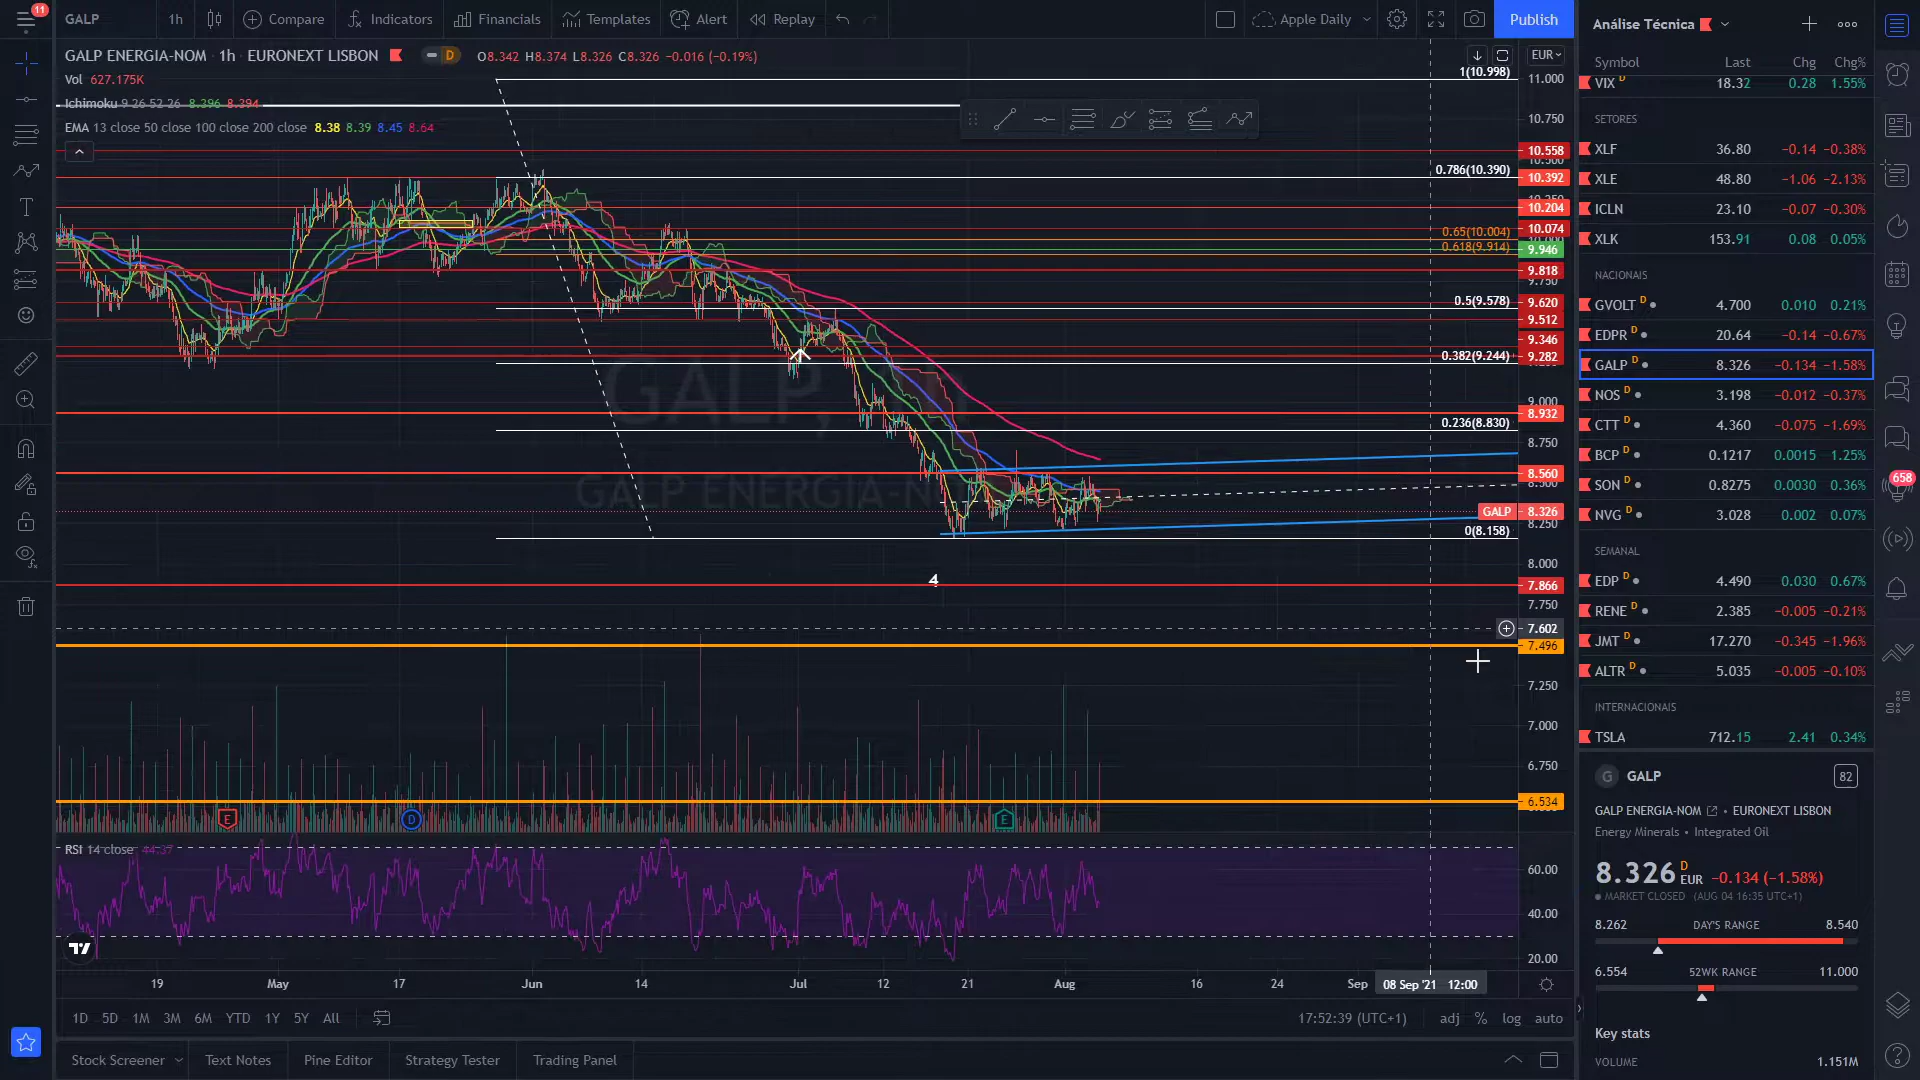 11
GALP 1h Compare Indicators Financials Templates Alert Replay Apple Daily Publish
GALP ENERGIA-NOM · 1h · EURONEXT LISBON D O8.342 H8.374 L8.326 C8.326 −0.016 (−0.19%)
Vol 627.175K
Ichimoku 9 26 52 26 8.396 8.394
EMA 13 close 50 close 100 close 200 close 8.38 8.39 8.45 8.64
EUR
1(10.998)
0.786(10.390)
0.65(10.004)
0.618(9.914)
0.5(9.578)
0.382(9.244)
0.236(8.830)
0(8.158)
11.000
10.750
10.558
10.392
10.204
10.074
9.946
9.818
9.750
9.620
9.512
9.346
9.282
9.000
8.932
8.750
8.560
8.500
GALP 8.326
8.250
8.000
7.866
7.750
7.602
7.496
7.250
7.000
6.750
6.534
GALP, 1h
GALP ENERGIA-N
4
E D E
RSI 14 close 44.37
60.00
40.00
20.00
19 May 17 Jun 14 Jul 12 21 Aug 16 24 Sep 08 Sep '21 12:00
1D 5D 1M 3M 6M YTD 1Y 5Y All 17:52:39 (UTC+1) adj % log auto
Stock Screener Text Notes Pine Editor Strategy Tester Trading Panel
Análise Técnica
Symbol Last Chg Chg%
VIX D 18.32 0.28 1.55%
SETORES
XLF 36.80 −0.14 −0.38%
XLE 48.80 −1.06 −2.13%
ICLN 23.10 −0.07 −0.30%
XLK 153.91 0.08 0.05%
NACIONAIS
GVOLT D 4.700 0.010 0.21%
EDPR D 20.64 −0.14 −0.67%
GALP D 8.326 −0.134 −1.58%
NOS D 3.198 −0.012 −0.37%
CTT D 4.360 −0.075 −1.69%
BCP D 0.1217 0.0015 1.25%
SON D 0.8275 0.0030 0.36%
NVG D 3.028 0.002 0.07%
SEMANAL
EDP D 4.490 0.030 0.67%
RENE D 2.385 −0.005 −0.21%
JMT D 17.270 −0.345 −1.96%
ALTR D 5.035 −0.005 −0.10%
INTERNACIONAIS
TSLA 712.15 2.41 0.34%
G GALP 82
GALP ENERGIA-NOM • EURONEXT LISBON
Energy Minerals • Integrated Oil
8.326 D EUR −0.134 (−1.58%)
MARKET CLOSED (AUG 04 16:35 UTC+1)
8.262 DAY'S RANGE 8.540
6.554 52WK RANGE 11.000
Key stats
VOLUME 1.151M
658